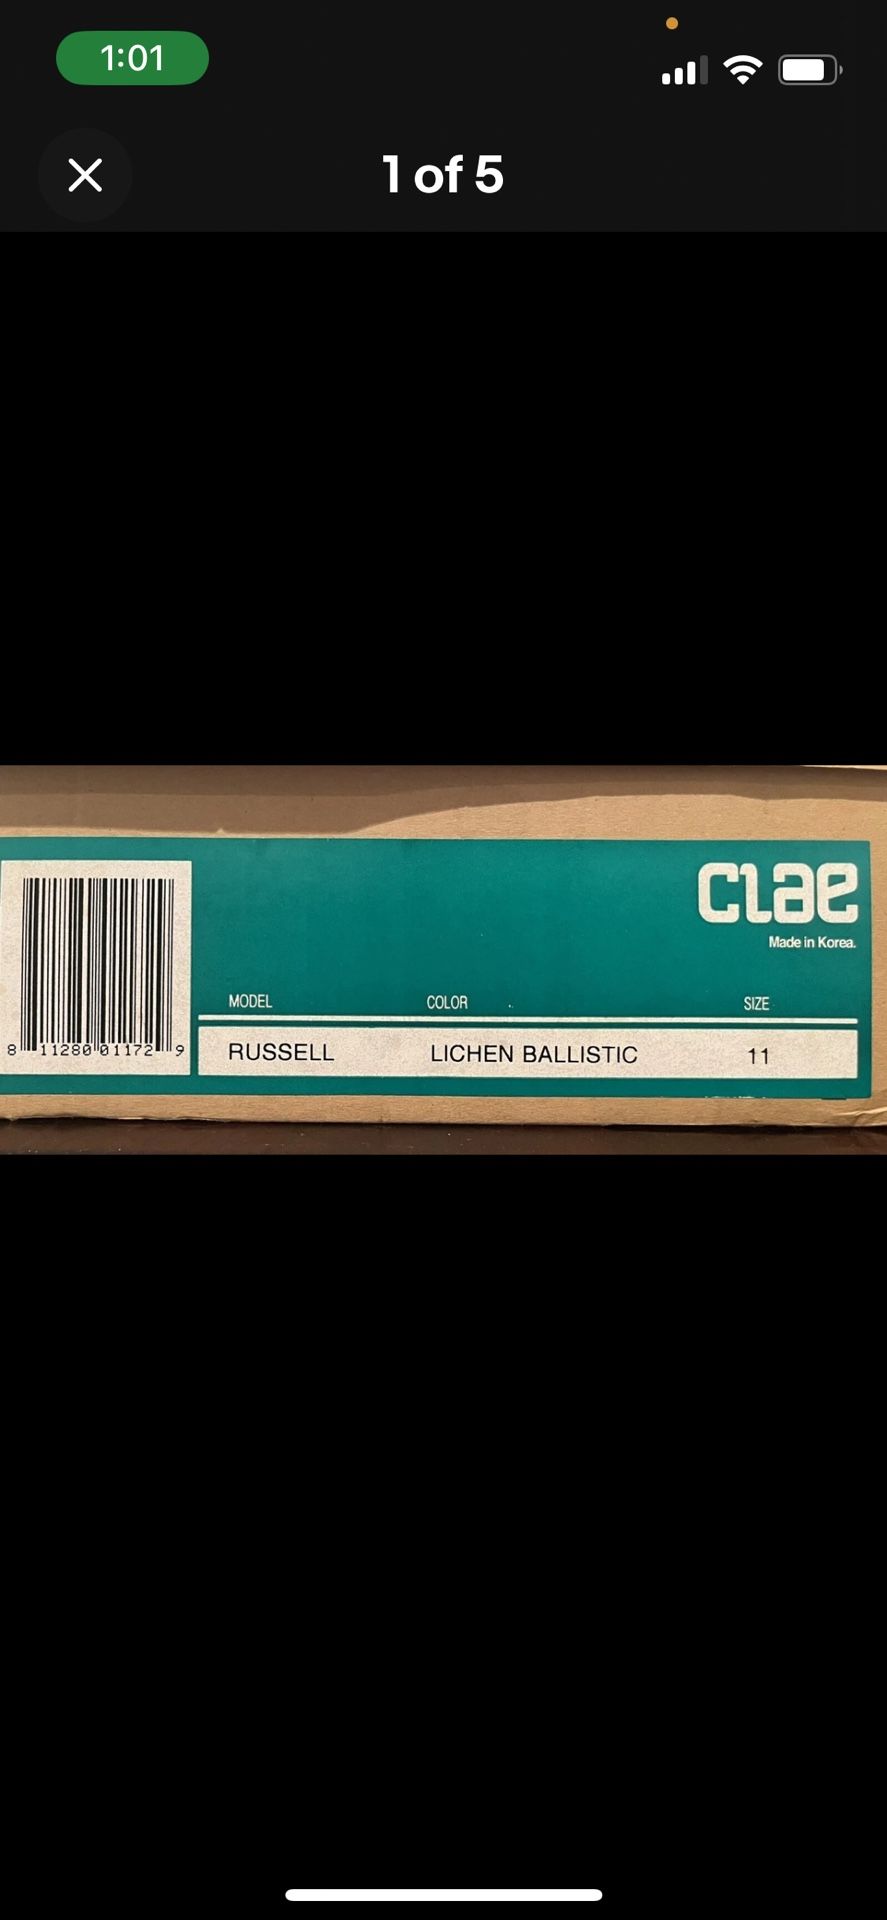 1:01
1 of 5
clae
Made in Korea.
MODEL COLOR SIZE
RUSSELL LICHEN BALLISTIC 11
8 11280 01172 9